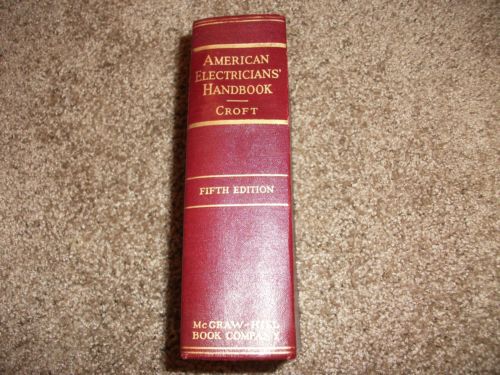 AMERICAN
ELECTRICIANS'
HANDBOOK
CROFT
FIFTH EDITION
McGRAW-HILL
BOOK COMPANY